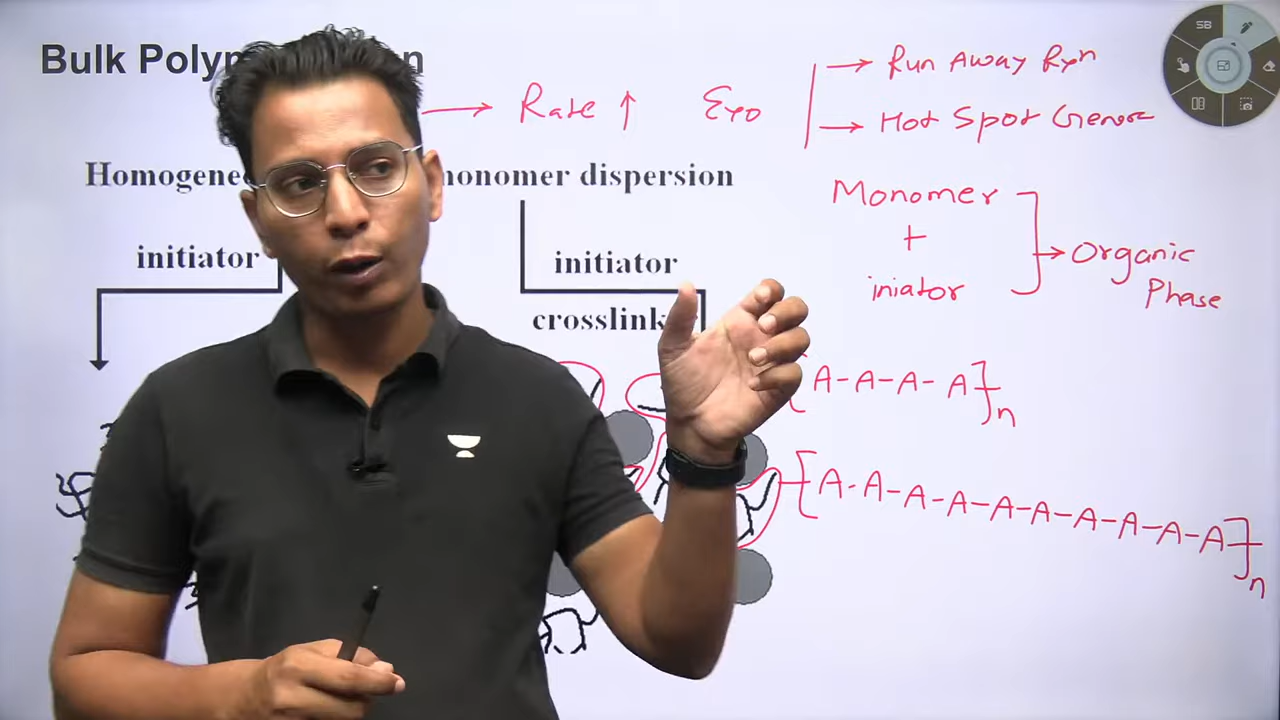 Bulk Polym
n
→ Rate ↑ Exo
→ Run Away Rxn
→ Hot Spot Generc
SB
Homogene
monomer dispersion
initiator
initiator
crosslink
Monomer
+
iniator
→ Organic
Phase
[A-A-A-A]n
[A-A-A-A-A-A-A-A-A-A]n